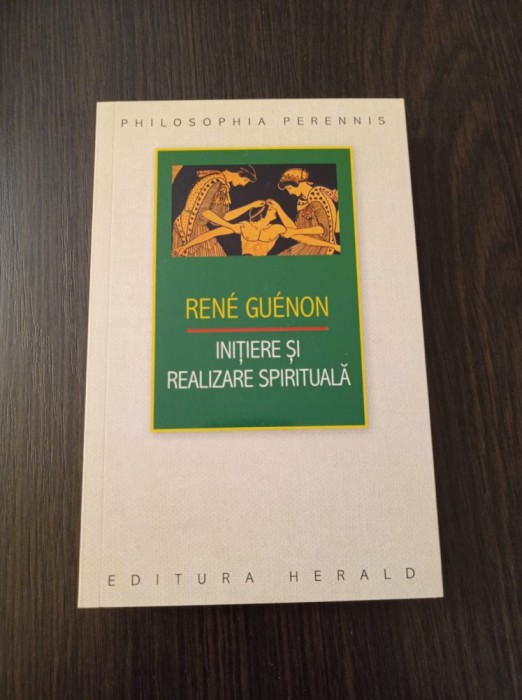 PHILOSOPHIA PERENNIS
RENÉ GUÉNON
INIȚIERE ȘI
REALIZARE SPIRITUALĂ
EDITURA HERALD